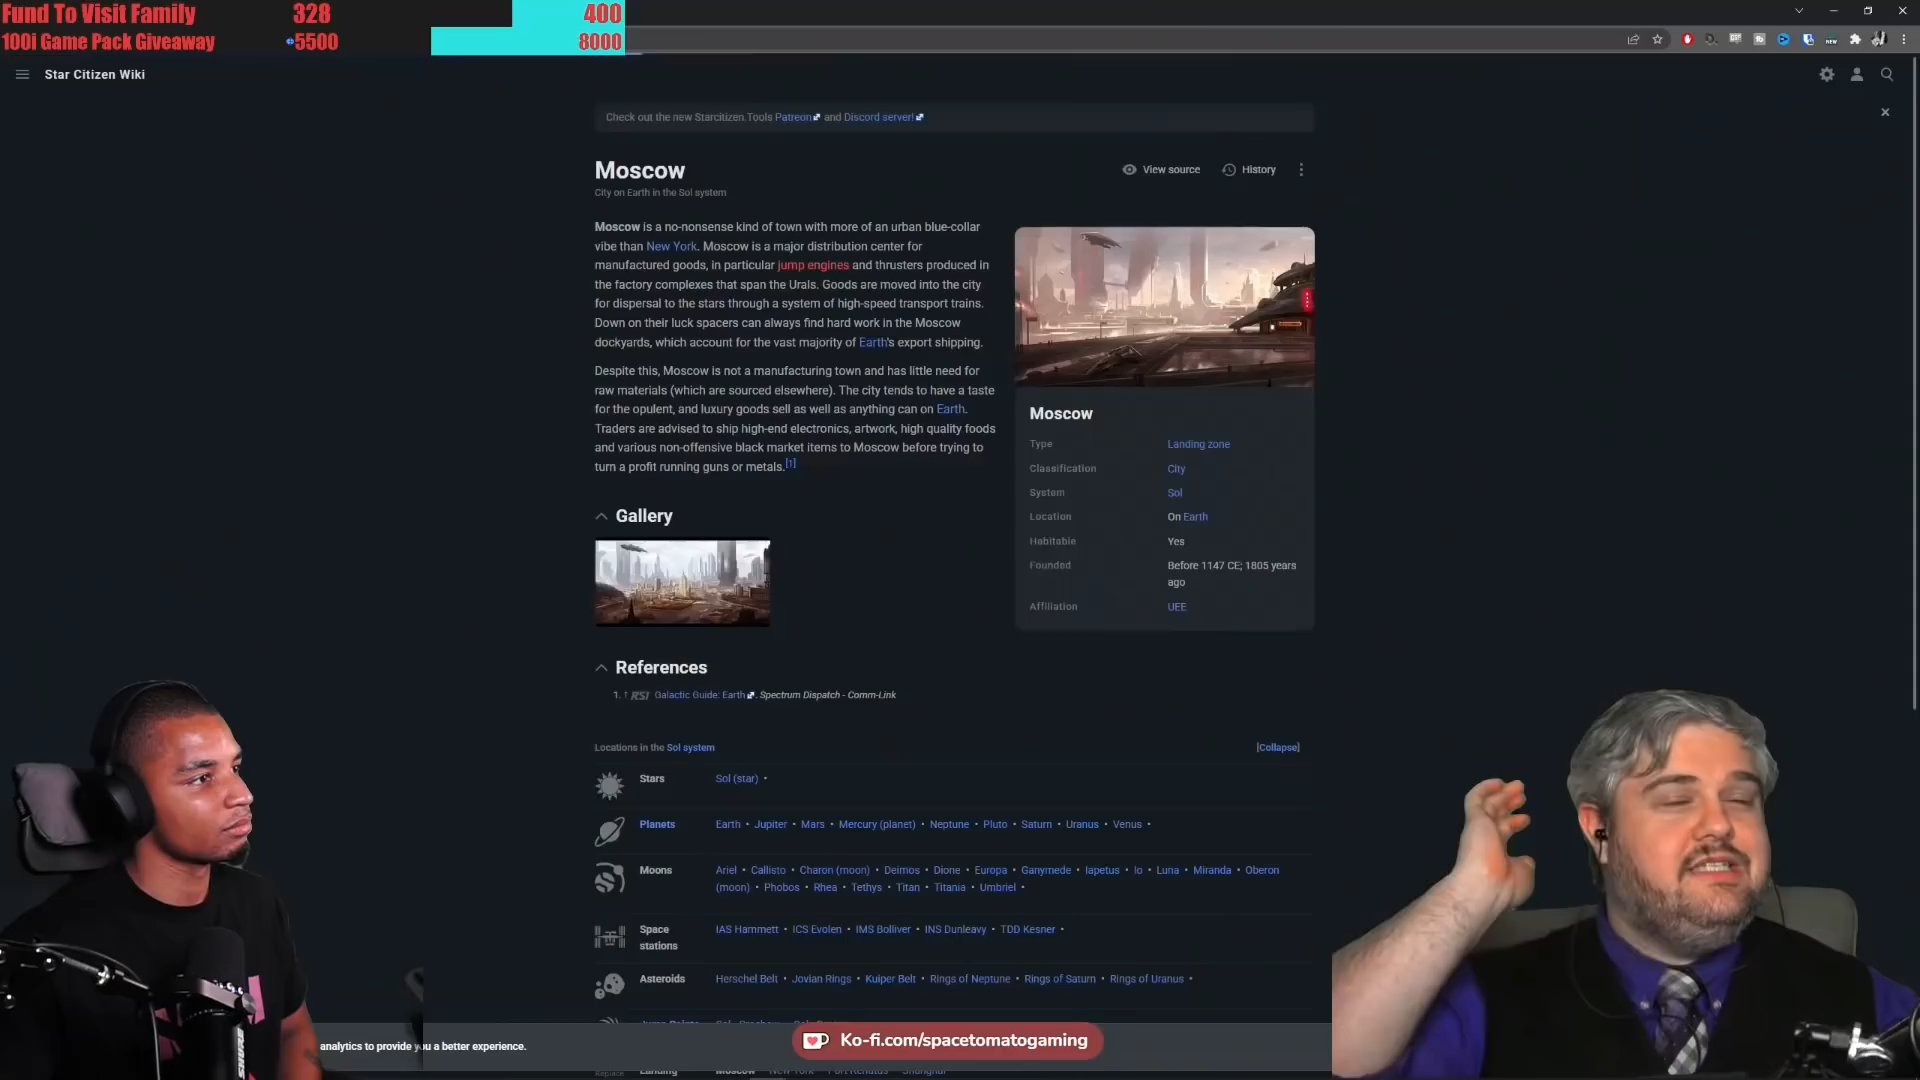 Fund To Visit Family 328 400
100i Game Pack Giveaway 5500 8000
Star Citizen Wiki
Check out the new Starcitizen.Tools Patreon and Discord server!
Moscow
View source
History
City on Earth in the Sol system
Moscow is a no-nonsense kind of town with more of an urban blue-collar
vibe than New York. Moscow is a major distribution center for
manufactured goods, in particular jump engines and thrusters produced in
the factory complexes that span the Urals. Goods are moved into the city
for dispersal to the stars through a system of high-speed transport trains.
Down on their luck spacers can always find hard work in the Moscow
dockyards, which account for the vast majority of Earth's export shipping.
Despite this, Moscow is not a manufacturing town and has little need for
raw materials (which are sourced elsewhere). The city tends to have a taste
for the opulent, and luxury goods sell as well as anything can on Earth.
Traders are advised to ship high-end electronics, artwork, high quality foods
and various non-offensive black market items to Moscow before trying to
turn a profit running guns or metals.[1]
Moscow
Type Landing zone
Classification City
System Sol
Location On Earth
Habitable Yes
Founded Before 1147 CE; 1805 years
ago
Affiliation UEE
Gallery
References
1. ↑ RSI Galactic Guide: Earth. Spectrum Dispatch - Comm-Link
Locations in the Sol system [Collapse]
Stars Sol (star) •
Planets Earth • Jupiter • Mars • Mercury (planet) • Neptune • Pluto • Saturn • Uranus • Venus •
Moons Ariel • Callisto • Charon (moon) • Deimos • Dione • Europa • Ganymede • Iapetus • Io • Luna • Miranda • Oberon
(moon) • Phobos • Rhea • Tethys • Titan • Titania • Umbriel •
Space
stations
IAS Hammett • ICS Evolen • IMS Bolliver • INS Dunleavy • TDD Kesner •
Asteroids Herschel Belt • Jovian Rings • Kuiper Belt • Rings of Neptune • Rings of Saturn • Rings of Uranus •
analytics to provide you a better experience.
Ko-fi.com/spacetomatogaming
Landing Moscow New York Shanghai